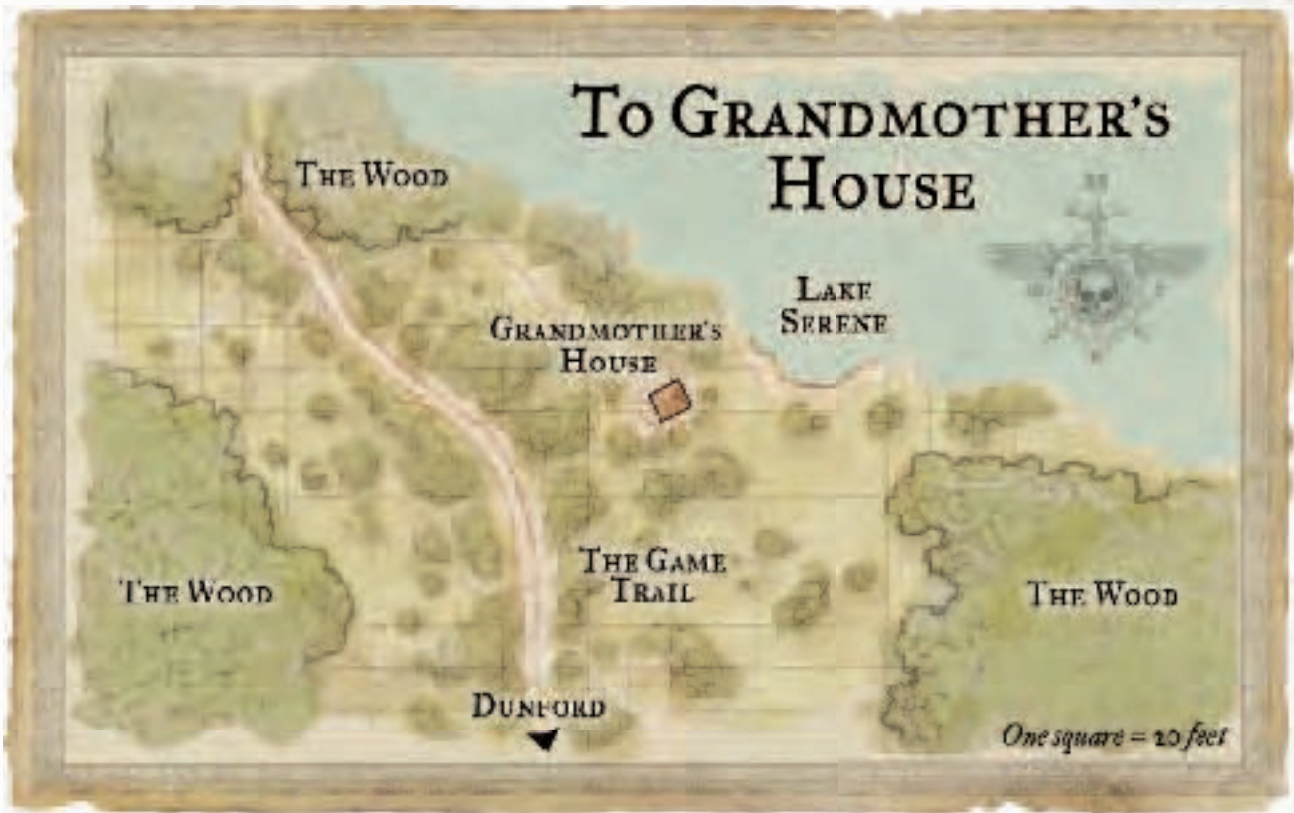 To Grandmother's
House
The Wood
Lake
Serene
Grandmother's
House
The Game
Trail
The Wood
The Wood
Dunford
One square = 20 feet